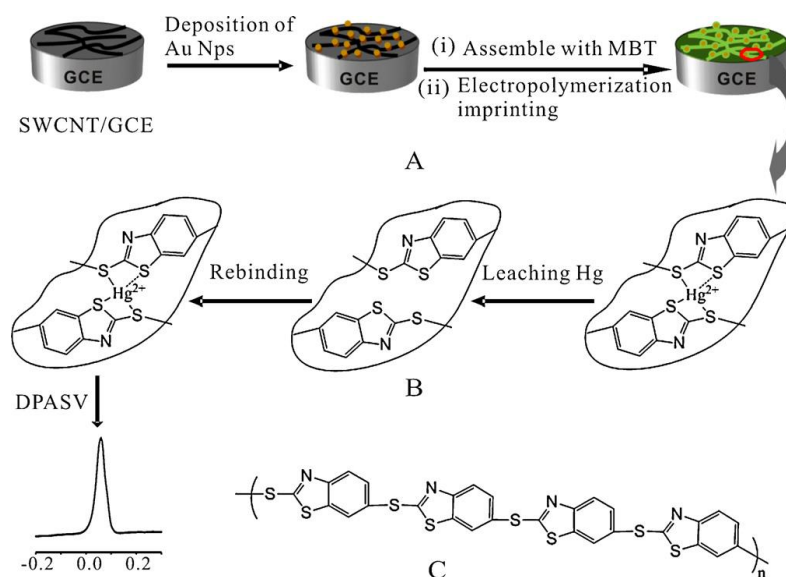 Deposition of
Au Nps
(i) Assemble with MBT
(ii) Electropolymerization
imprinting
GCE
GCE
GCE
SWCNT/GCE
A
N
S
S
Hg2+
S
S
N
Rebinding
N
S
S
S
S
N
Leaching Hg
N
S
S
Hg2+
S
S
N
B
DPASV
-0.2 0.0 0.2
N
S
S
S
N
S
S
N
S
S
N
S
n
C